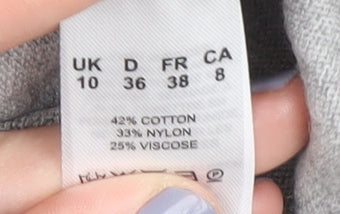 UK D FR CA
10 36 38 8
42% COTTON
33% NYLON
25% VISCOSE